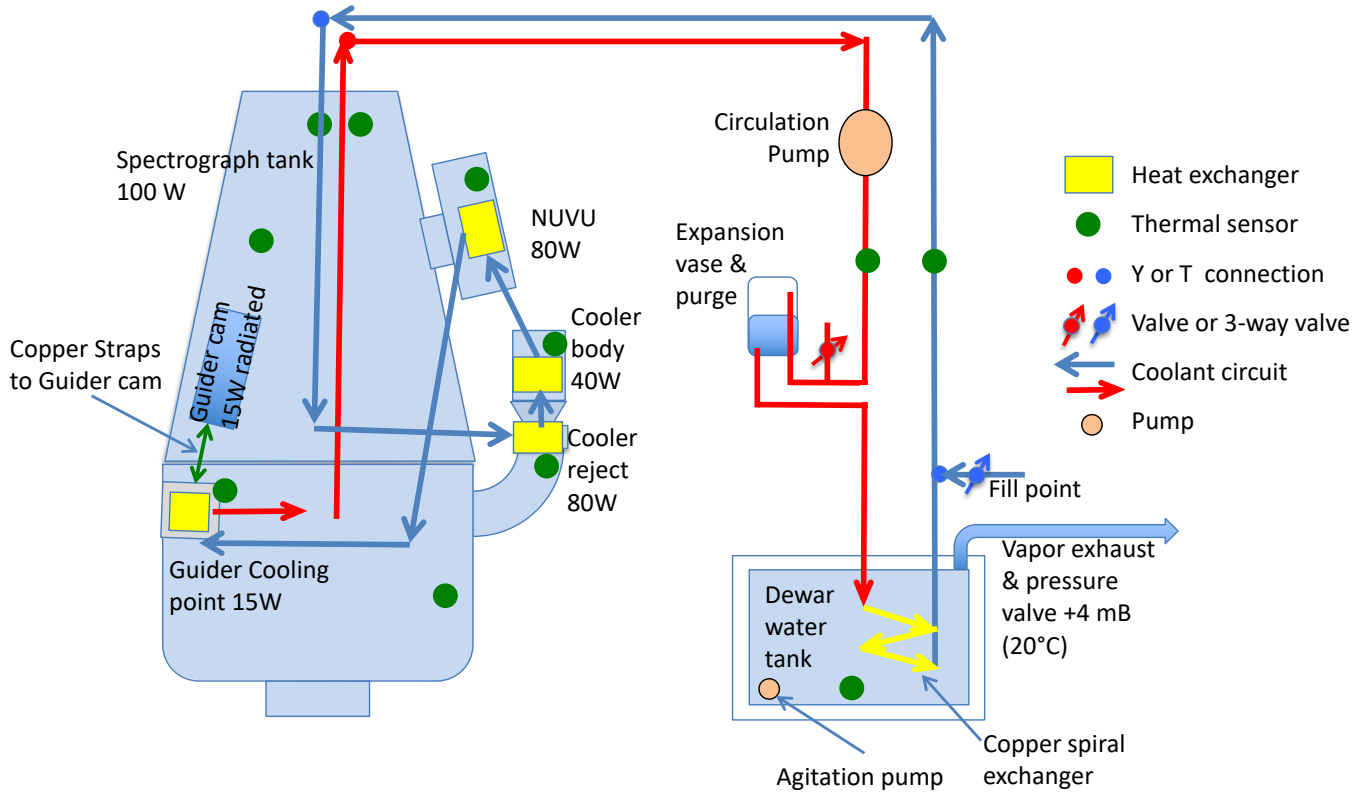 Spectrograph tank
100 W
NUVU
80W
Circulation
Pump
Expansion
vase &
purge
Heat exchanger
Thermal sensor
Y or T connection
Valve or 3-way valve
Coolant circuit
Pump
Copper Straps
to Guider cam
Guider cam
15W radiated
Cooler
body
40W
Cooler
reject
80W
Guider Cooling
point 15W
Fill point
Vapor exhaust
& pressure
valve +4 mB
(20°C)
Dewar
water
tank
Agitation pump
Copper spiral
exchanger